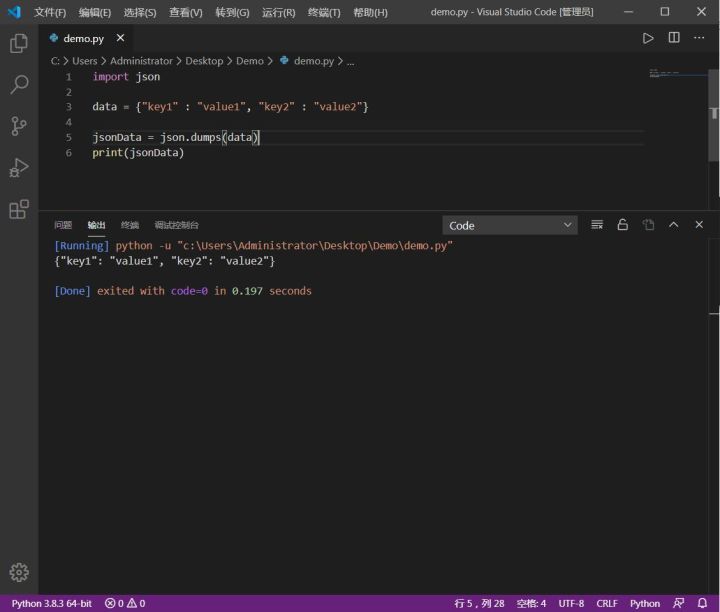 文件(F) 编辑(E) 选择(S) 查看(V) 转到(G) 运行(R) 终端(T) 帮助(H) demo.py - Visual Studio Code [管理员]
demo.py
C: > Users > Administrator > Desktop > Demo > demo.py > ...
1 import json
2
3 data = {"key1" : "value1", "key2" : "value2"}
4
5 jsonData = json.dumps(data)
6 print(jsonData)
问题 输出 终端 调试控制台 Code
[Running] python -u "c:\Users\Administrator\Desktop\Demo\demo.py"
{"key1": "value1", "key2": "value2"}
[Done] exited with code=0 in 0.197 seconds
Python 3.8.3 64-bit 0 0 行 5，列 28 空格: 4 UTF-8 CRLF Python